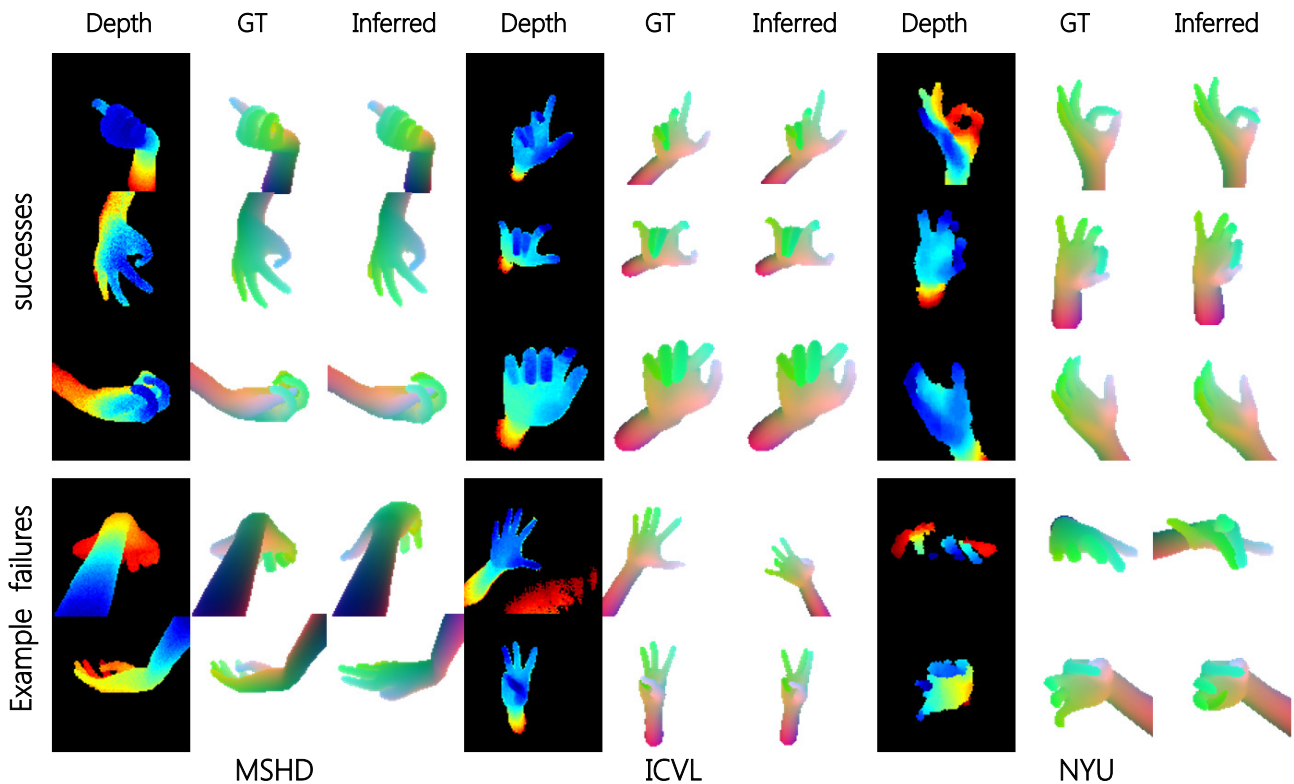 Depth GT Inferred Depth GT Inferred Depth GT Inferred
successes
Example failures
MSHD ICVL NYU